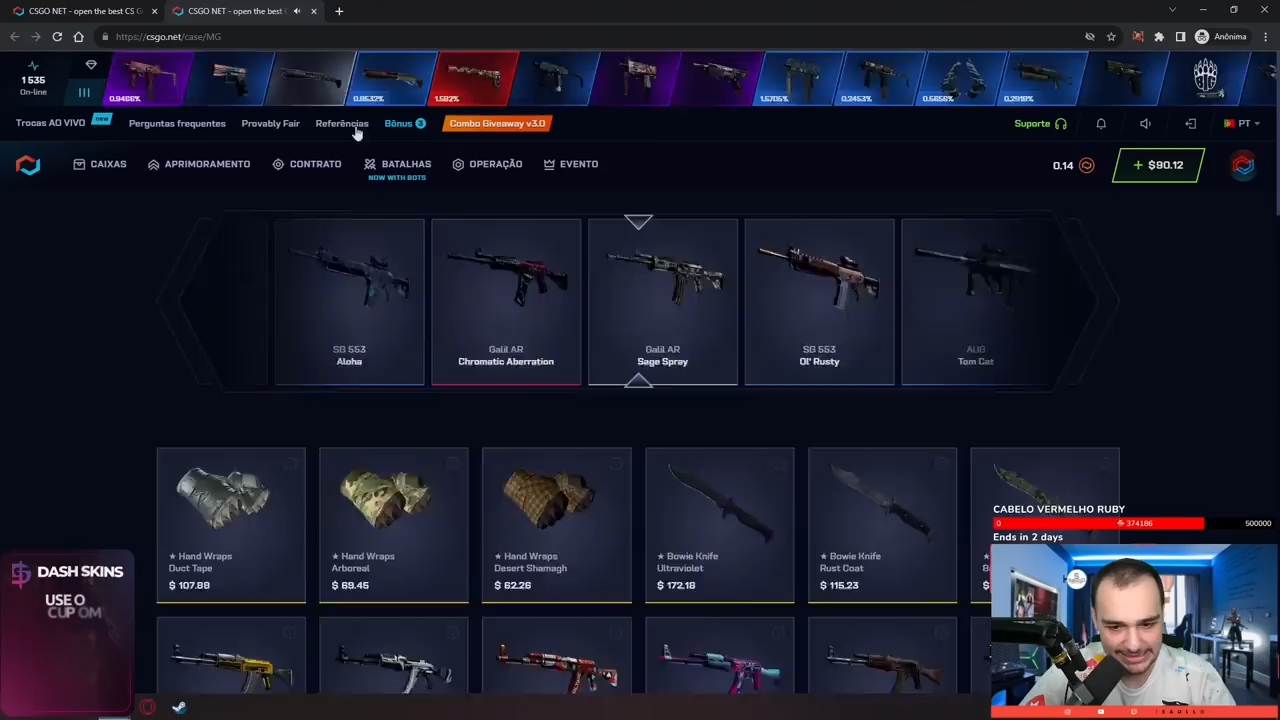 CSGO NET - open the best CS G
CSGO NET - open the best
https://csgo.net/case/MG
Anônima
1 535
On-line
0.9466%
0.8532%
1.582%
1.5705%
0.2453%
0.5656%
0.2918%
Trocas AO VIVO NEW
Perguntas frequentes
Provably Fair
Referências
Bônus 3
Combo Giveaway v3.0
Suporte
PT
CAIXAS
APRIMORAMENTO
CONTRATO
BATALHAS
NOW WITH BOTS
OPERAÇÃO
EVENTO
0.14
+ $90.12
SG 553
Aloha
Galil AR
Chromatic Aberration
Galil AR
Sage Spray
SG 553
Ol' Rusty
AUG
Tom Cat
★ Hand Wraps
Duct Tape
$ 107.89
★ Hand Wraps
Arboreal
$ 69.45
★ Hand Wraps
Desert Shamagh
$ 62.26
★ Bowie Knife
Ultraviolet
$ 172.18
★ Bowie Knife
Rust Coat
$ 115.23
CABELO VERMELHO RUBY
0
374186
500000
Ends in 2 days
DASH SKINS
USE O
CUPOM